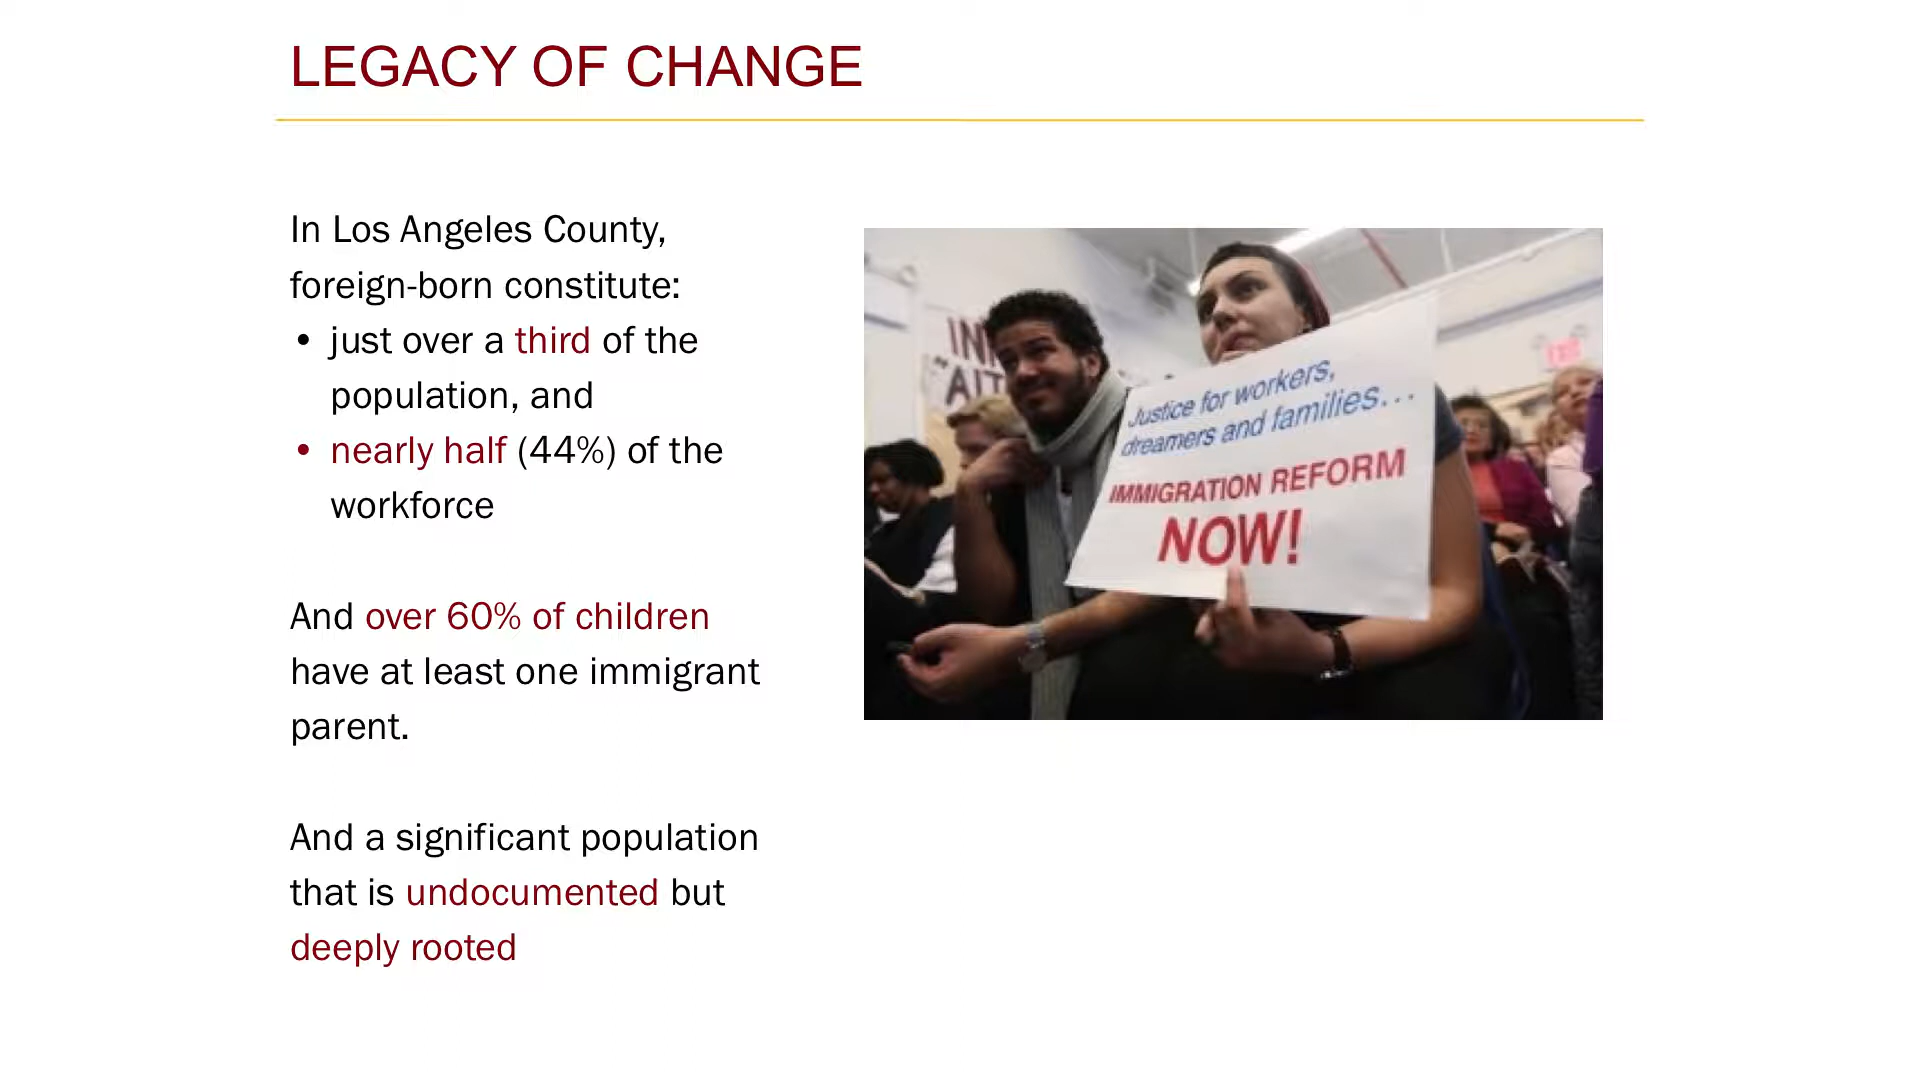 LEGACY OF CHANGE
In Los Angeles County,
foreign-born constitute:
• just over a third of the
population, and
• nearly half (44%) of the
workforce
And over 60% of children
have at least one immigrant
parent.
And a significant population
that is undocumented but
deeply rooted
Justice for workers,
dreamers and families...
IMMIGRATION REFORM
NOW!
EXIT